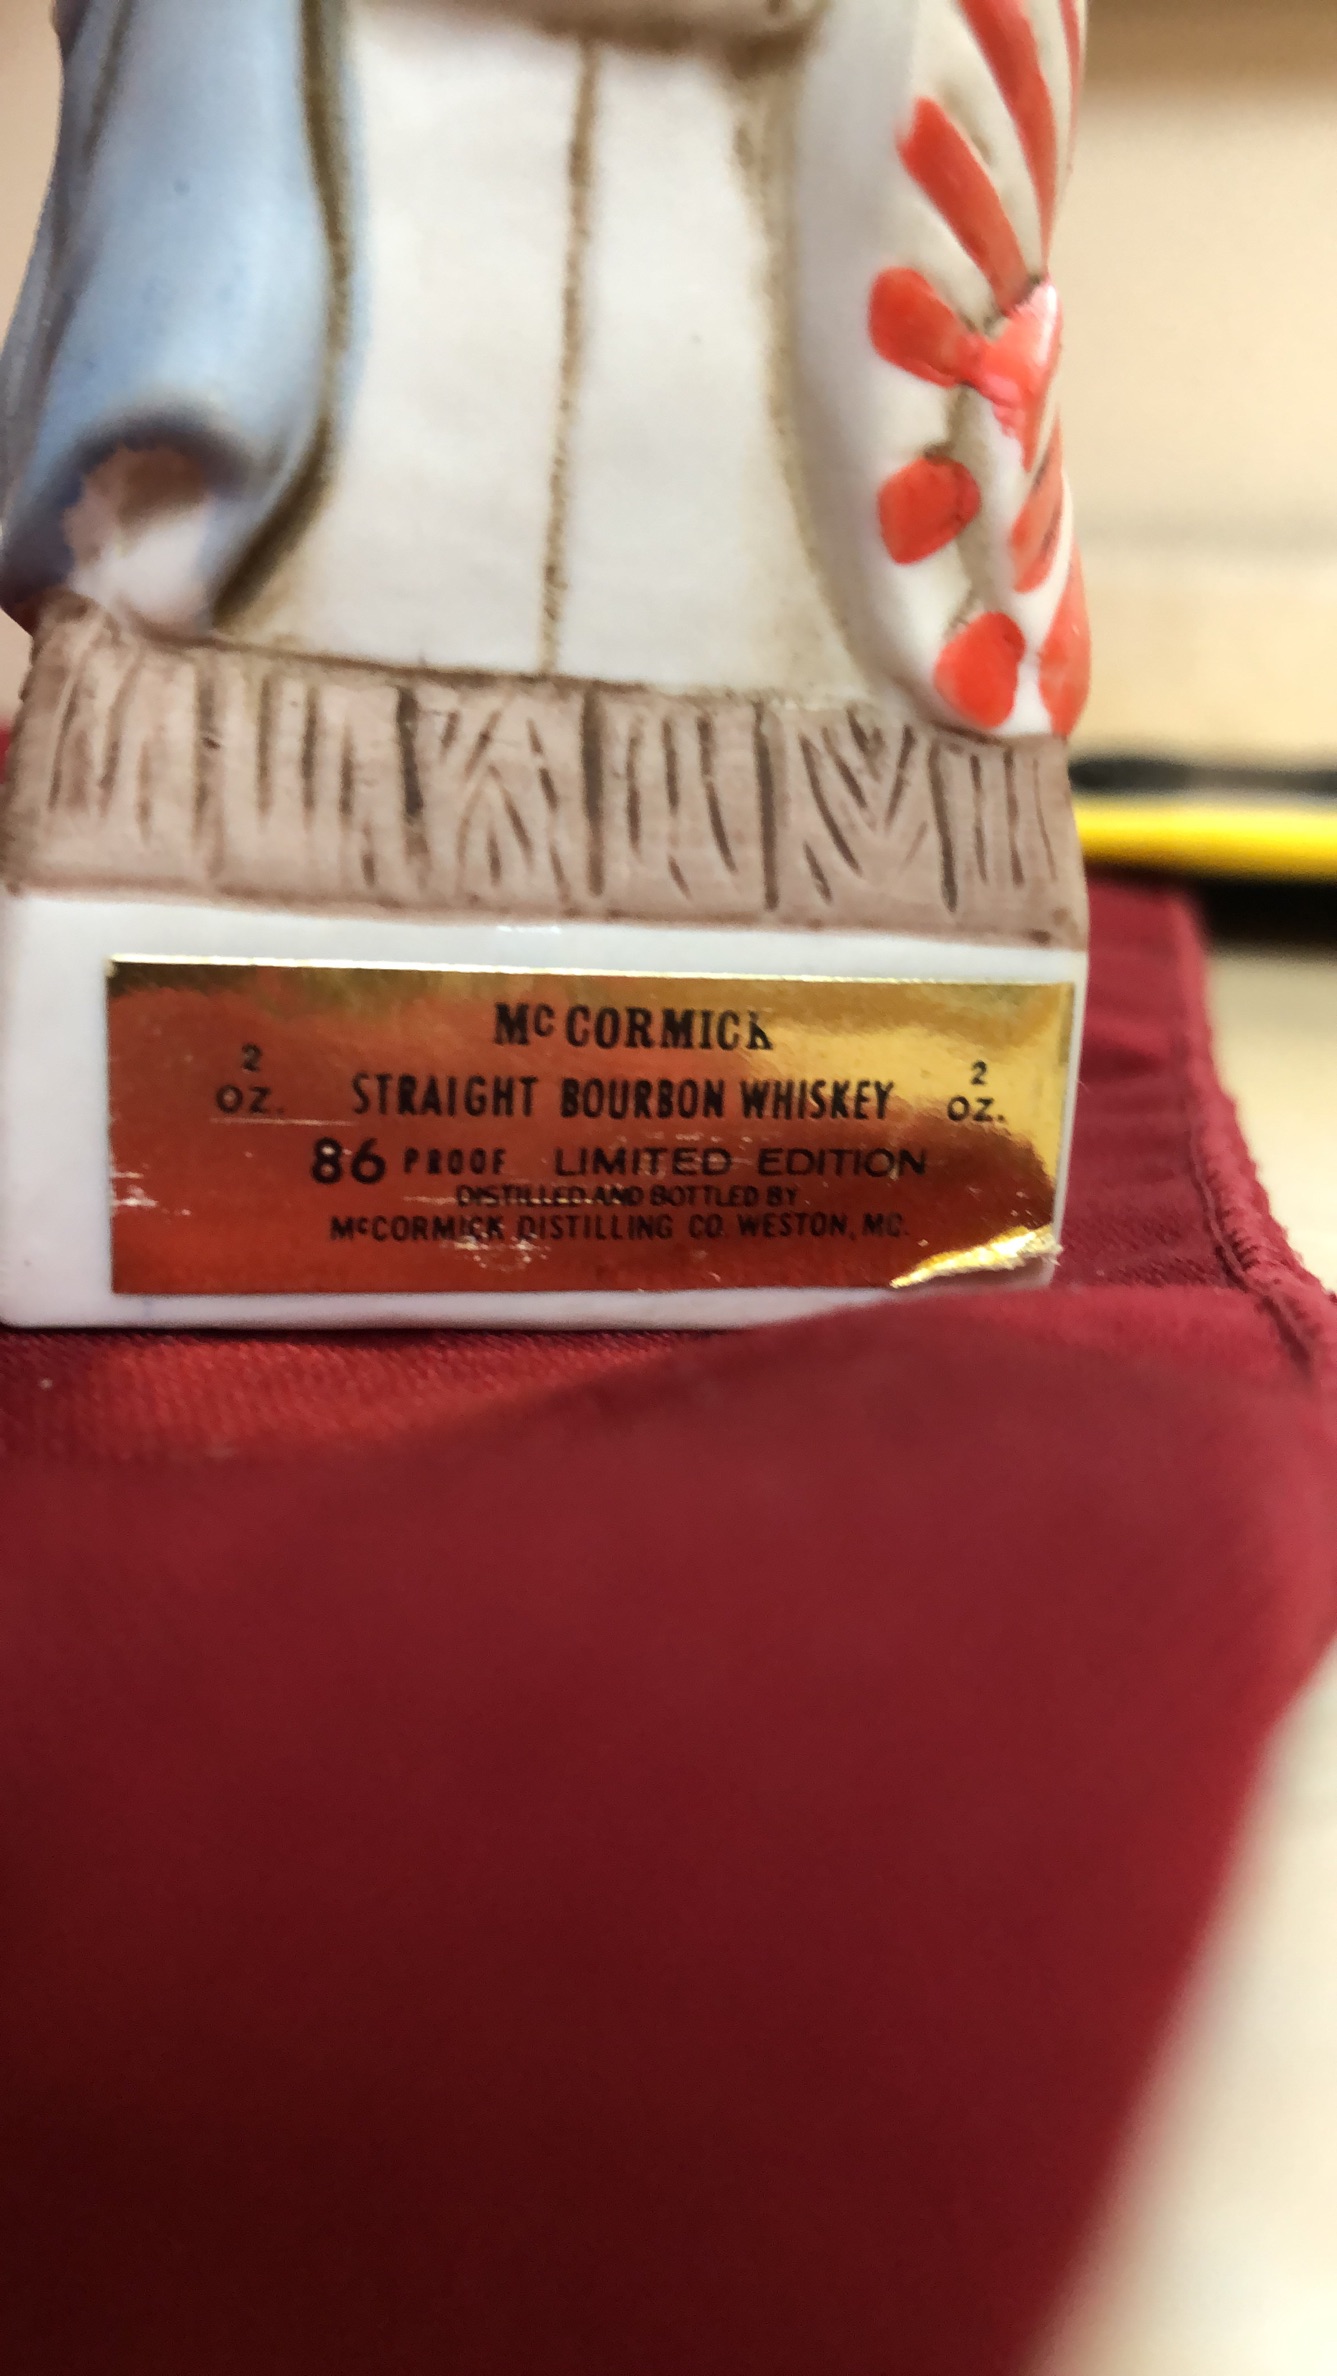 McCORMICK
2 OZ. STRAIGHT BOURBON WHISKEY 2 OZ.
86 PROOF LIMITED EDITION
DISTILLED AND BOTTLED BY
McCORMICK DISTILLING CO. WESTON, MO.